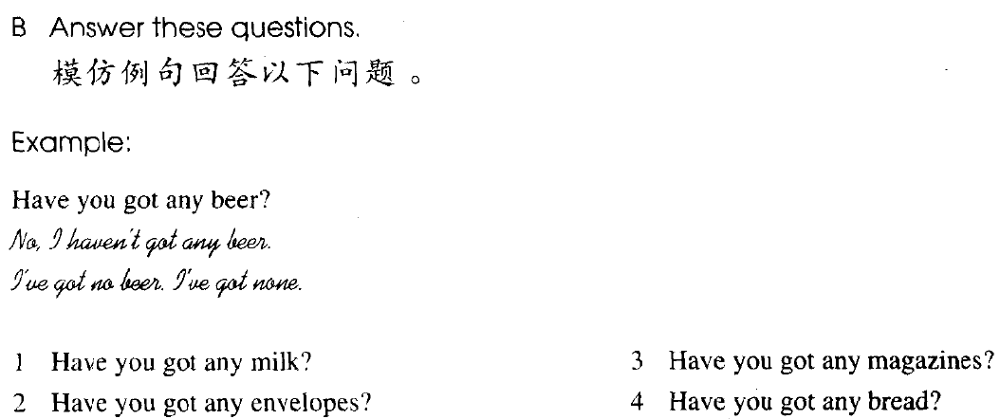 B Answer these questions.
模仿例句回答以下问题。
Example:
Have you got any beer?
No, I haven't got any beer.
I've got no beer. I've got none.
1 Have you got any milk?
2 Have you got any envelopes?
3 Have you got any magazines?
4 Have you got any bread?